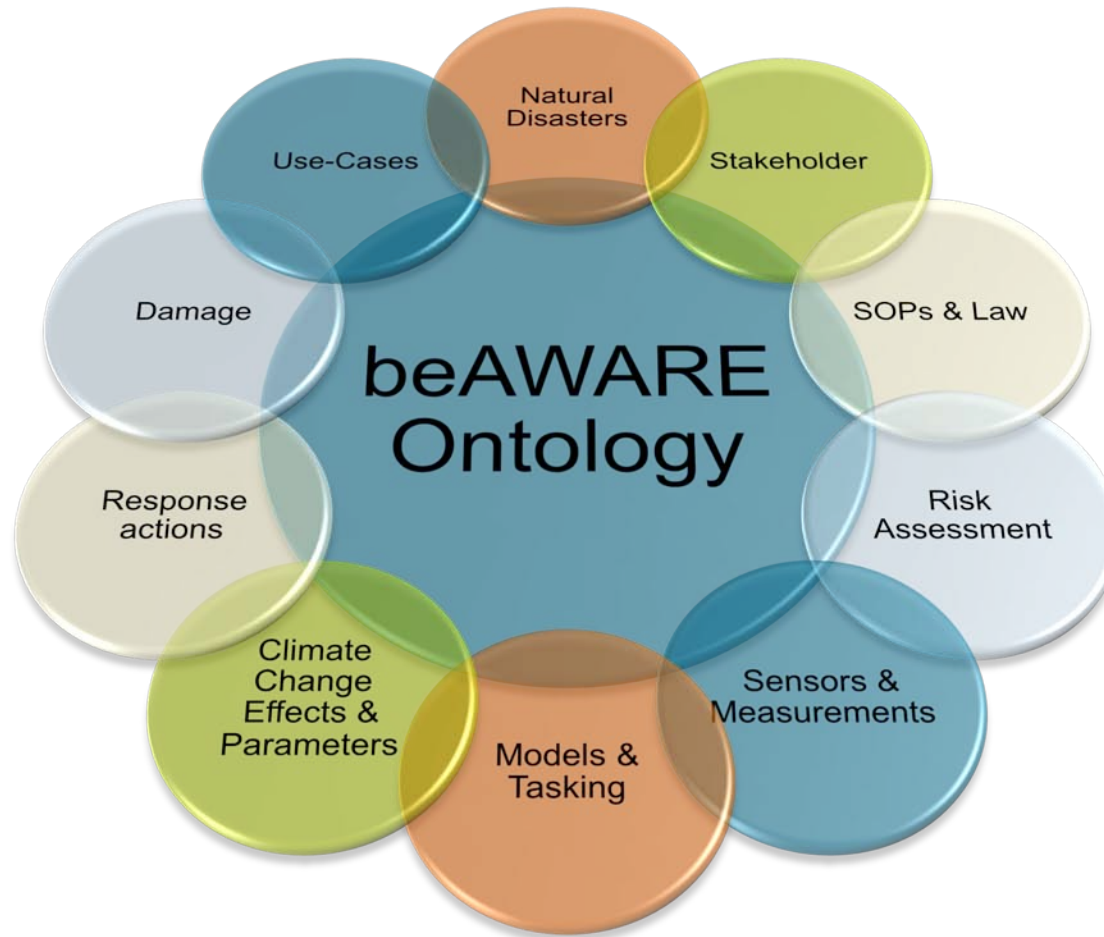 Natural
Disasters
Stakeholder
SOPs & Law
Risk
Assessment
Sensors &
Measurements
Models &
Tasking
Climate
Change
Effects &
Parameters
Response
actions
Damage
Use-Cases
beAWARE
Ontology